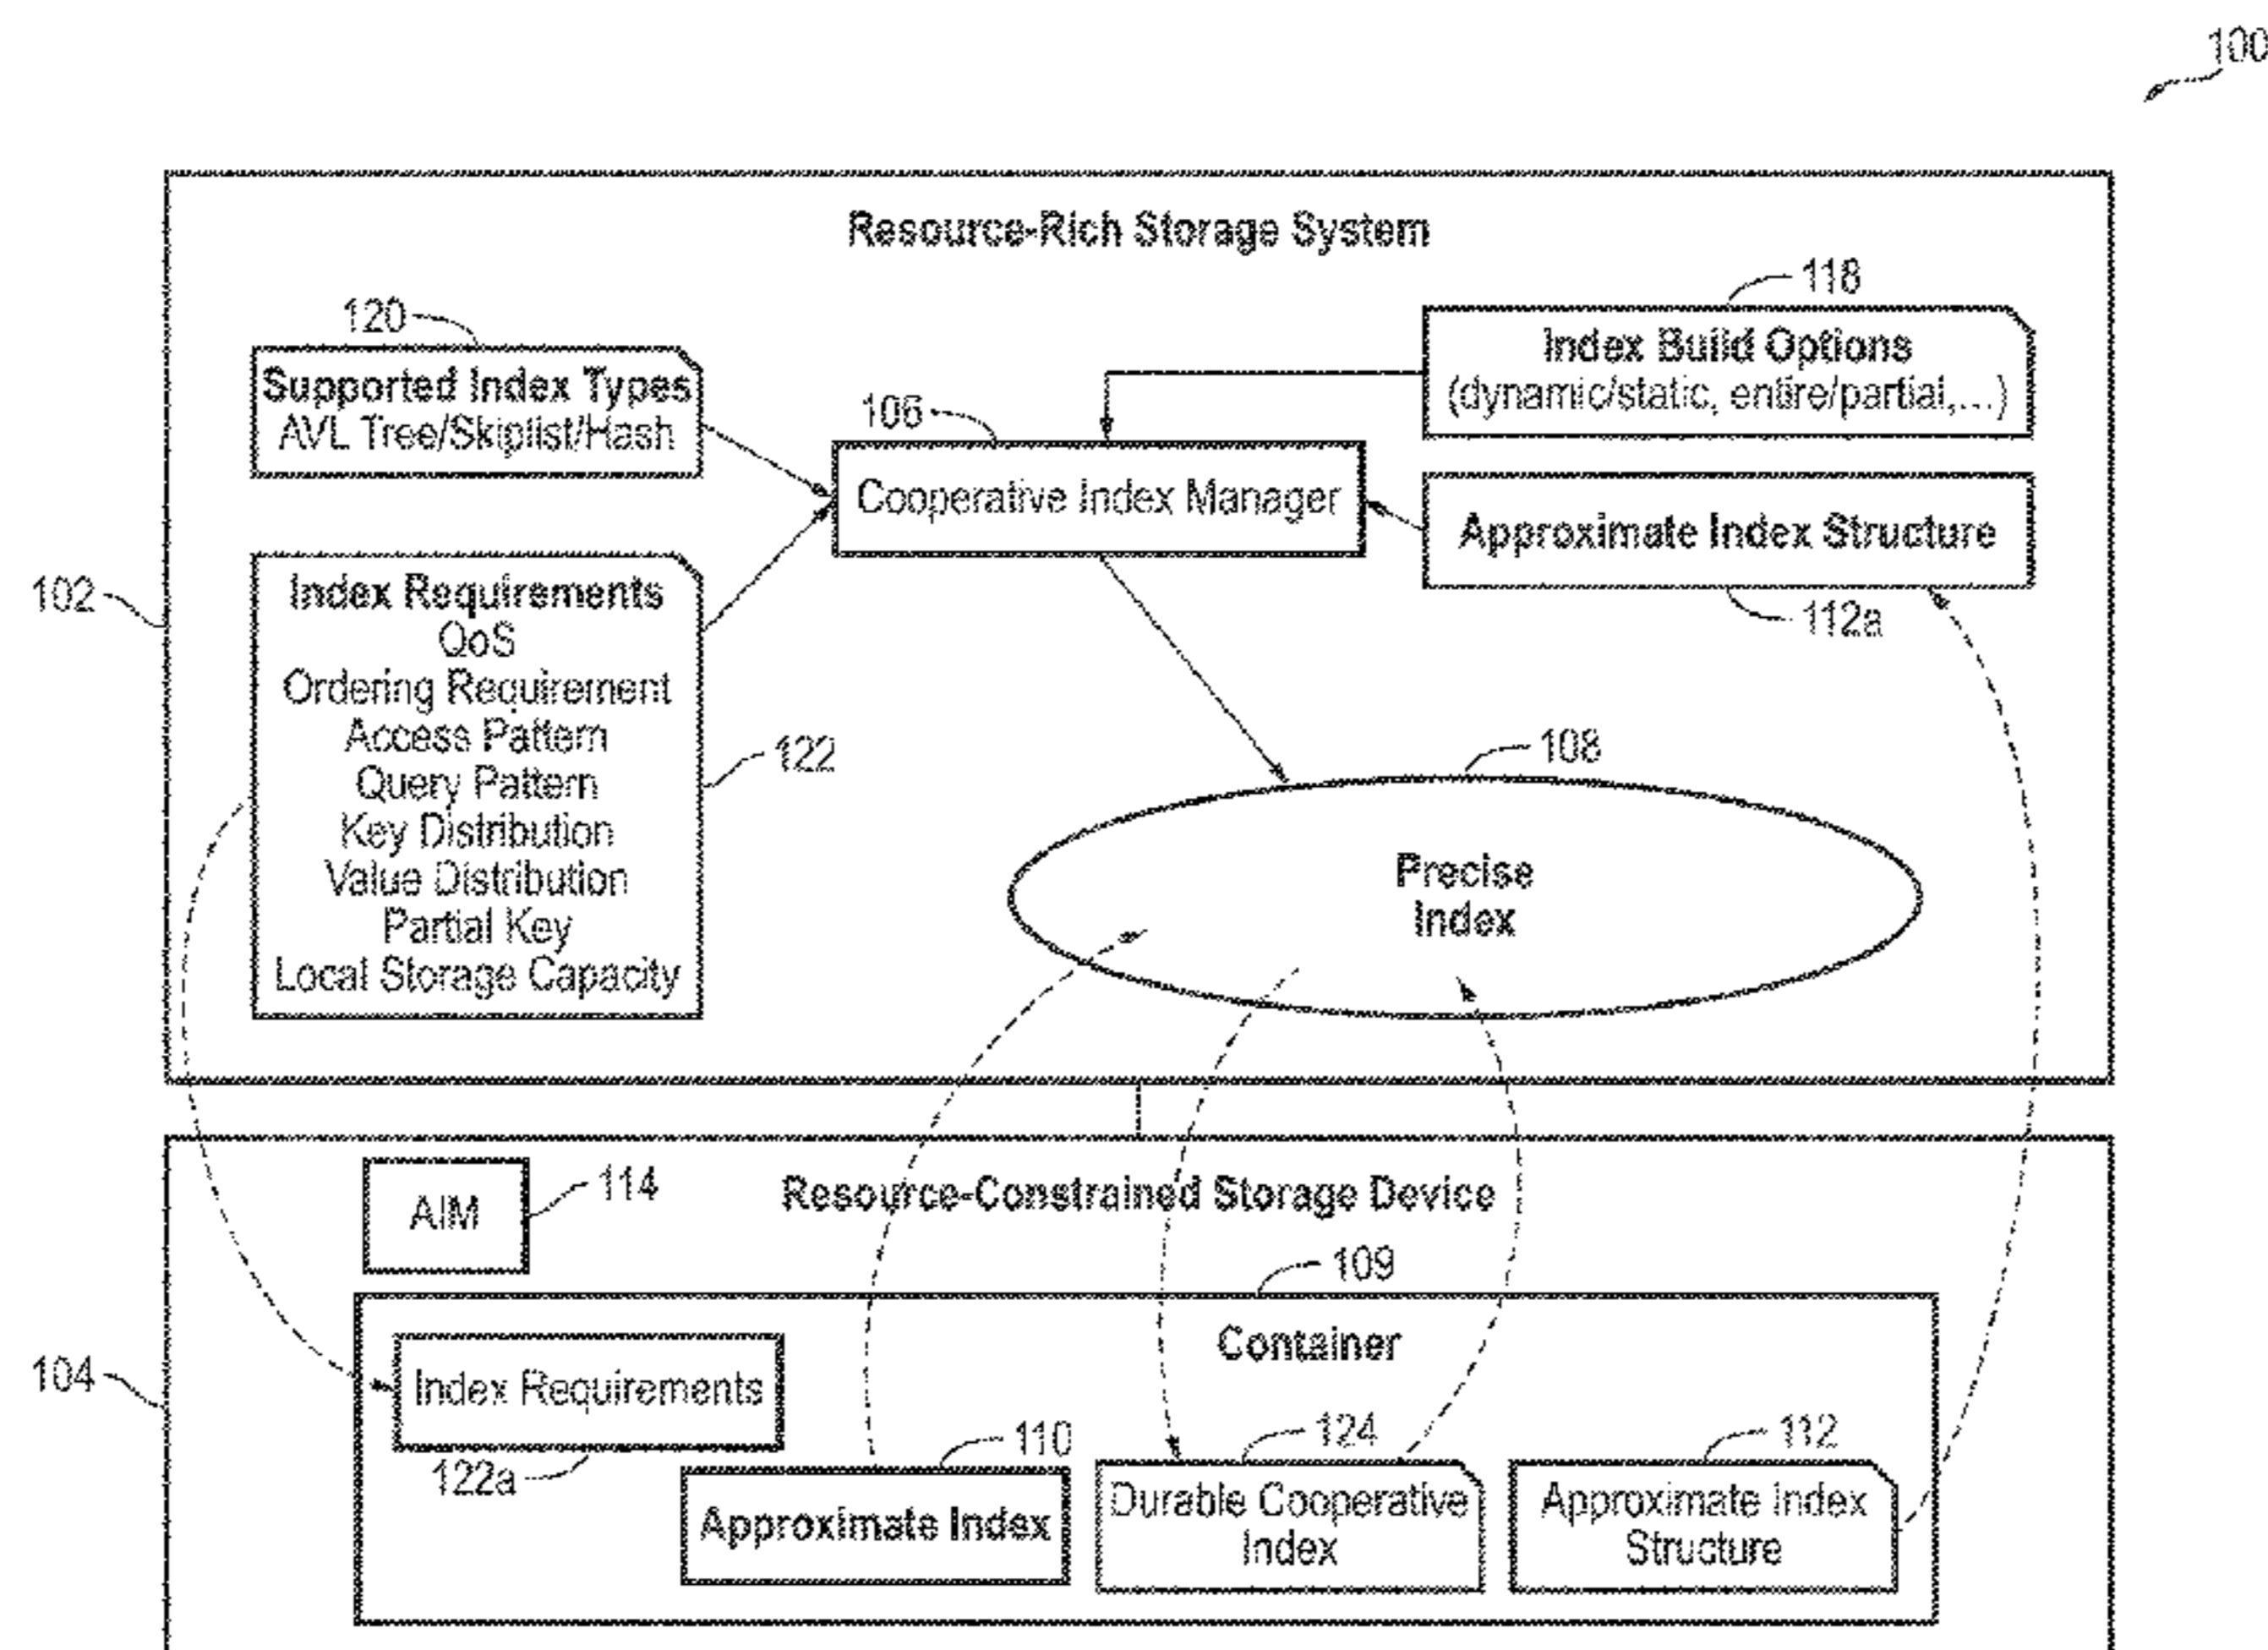 100
Resource-Rich Storage System
118
120
Index Build Options
(dynamic/static, entire/partial,...)
Supported Index Types
AVL Tree/Skiplist/Hash
106
Cooperative Index Manager
Approximate Index Structure
112a
102
Index Requirements
QoS
Ordering Requirement
Access Pattern
Query Pattern
Key Distribution
Value Distribution
Partial Key
Local Storage Capacity
122
108
Precise
Index
AIM
114
Resource-Constrained Storage Device
109
Container
104
Index Requirements
122a
110
Approximate Index
124
Durable Cooperative
Index
112
Approximate Index
Structure